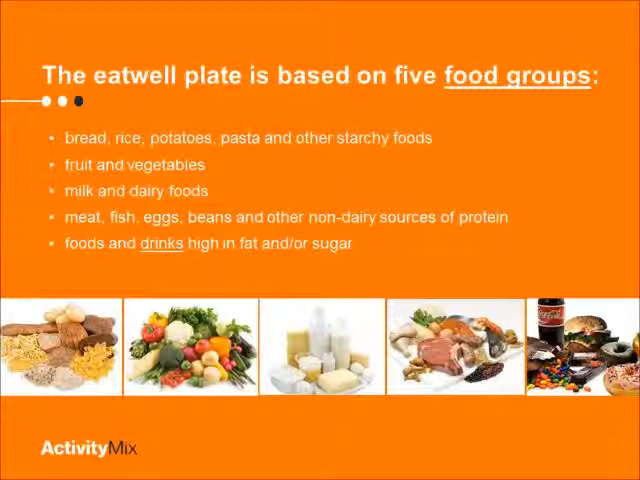 The eatwell plate is based on five food groups:
• bread, rice, potatoes, pasta and other starchy foods
• fruit and vegetables
• milk and dairy foods
• meat, fish, eggs, beans and other non-dairy sources of protein
• foods and drinks high in fat and/or sugar
Coca-Cola
ActivityMix